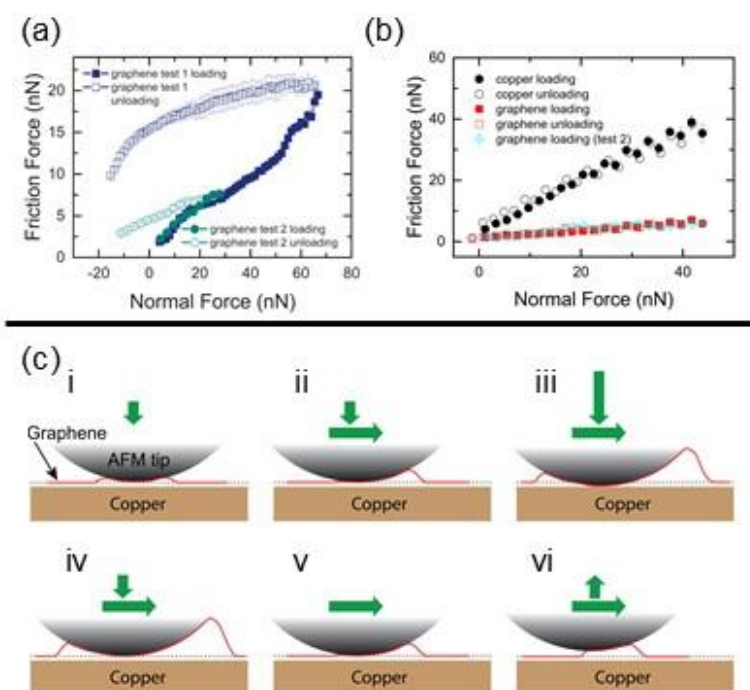 (a)
Friction Force (nN)
20
15
10
5
0
graphene test 1 loading
graphene test 1
unloading
graphene test 2 loading
graphene test 2 unloading
-20
0
20
40
60
80
Normal Force (nN)
(b)
Friction Force (nN)
60
40
20
0
copper loading
copper unloading
graphene loading
graphene unloading
graphene loading (test 2)
0
20
40
Normal Force (nN)
(c)
i
Graphene
AFM tip
Copper
ii
Copper
iii
Copper
iv
Copper
v
Copper
vi
Copper